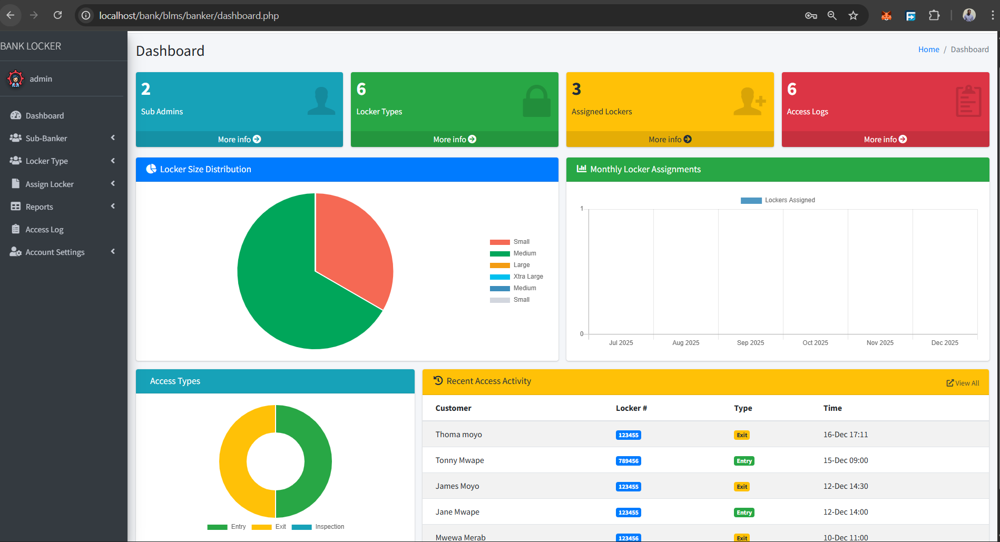 localhost/bank/blms/banker/dashboard.php
BANK LOCKER
admin
Dashboard
Sub-Banker
Locker Type
Assign Locker
Reports
Access Log
Account Settings
Dashboard
Home / Dashboard
2
Sub Admins
More info
6
Locker Types
More info
3
Assigned Lockers
More info
6
Access Logs
More info
Locker Size Distribution
Small
Medium
Large
Xtra Large
Medium
Small
Monthly Locker Assignments
Lockers Assigned
1
0
Jul 2025 Aug 2025 Sep 2025 Oct 2025 Nov 2025 Dec 2025
Access Types
Entry Exit Inspection
Recent Access Activity
View All
Customer Locker # Type Time
Thoma moyo 123455 Exit 16-Dec 17:11
Tonny Mwape 789456 Entry 15-Dec 09:00
James Moyo 123455 Exit 12-Dec 14:30
Jane Mwape 123455 Entry 12-Dec 14:00
Mwewa Merab 123456 Exit 10-Dec 11:00